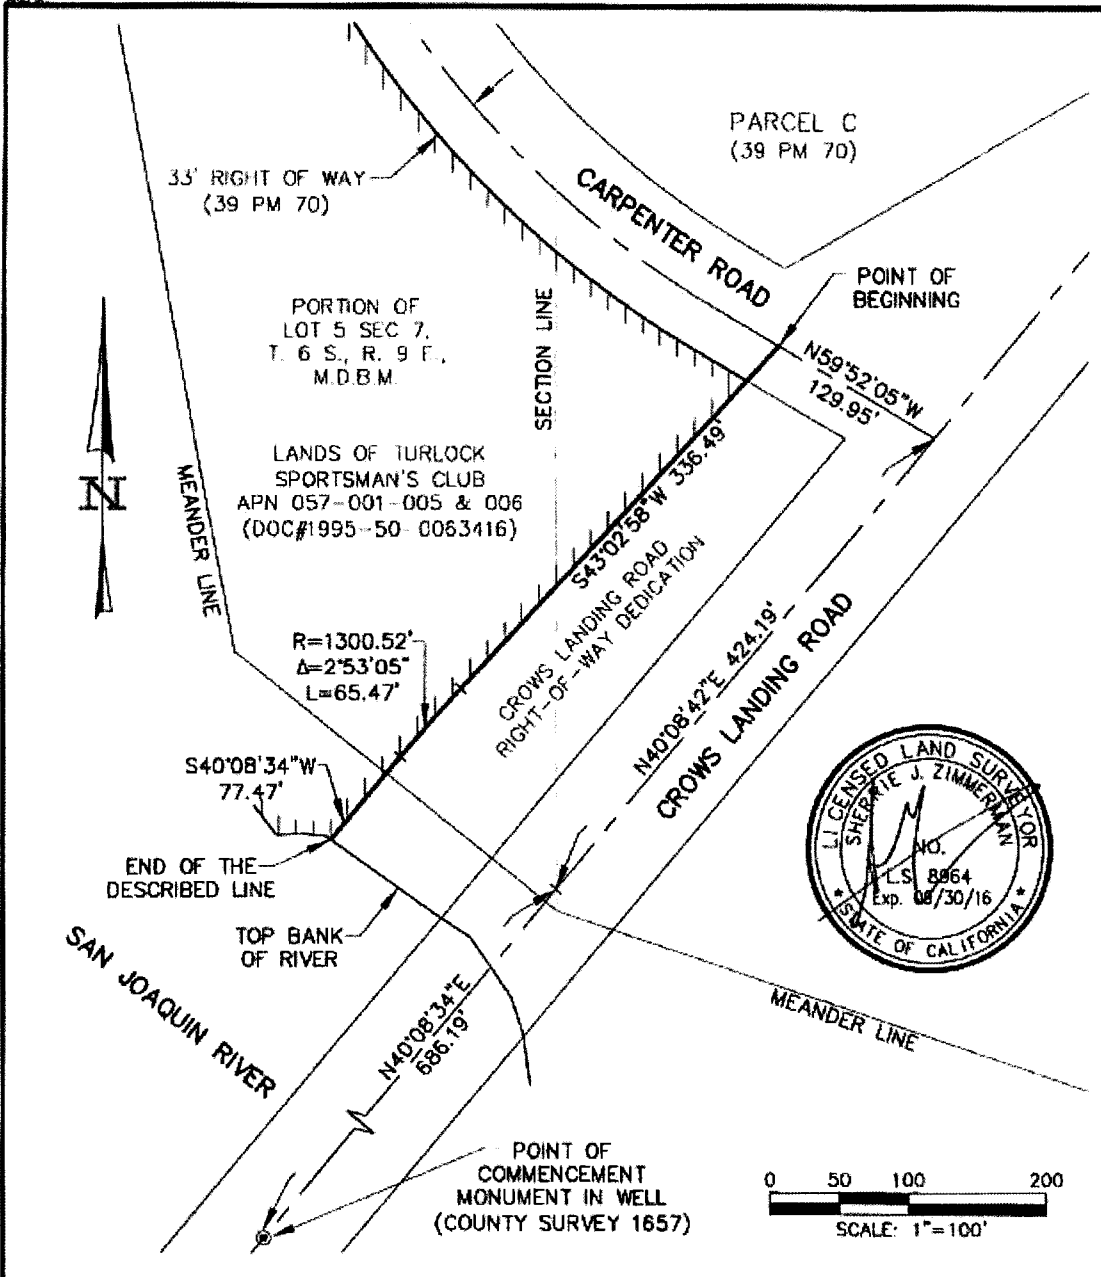 PARCEL C
(39 PM 70)
33' RIGHT OF WAY
(39 PM 70)
CARPENTER ROAD
POINT OF
BEGINNING
PORTION OF
LOT 5 SEC 7,
T. 6 S., R. 9 E.,
M.D.B.M.
SECTION LINE
N59°52'05"W
129.95'
LANDS OF TURLOCK
SPORTSMAN'S CLUB
APN 057-001-005 & 006
(DOC#1995-50-0063416)
N
MEANDER LINE
S43°02'58"W 336.49'
CROWS LANDING ROAD
RIGHT-OF-WAY DEDICATION
R=1300.52'
Δ=2°53'05"
L=65.47'
N40°08'42"E 424.19'
CROWS LANDING ROAD
S40°08'34"W
77.47'
LICENSED LAND SURVEYOR
SHERRIE J. ZIMMERMAN
NO.
L.S. 8964
Exp. 09/30/16
STATE OF CALIFORNIA
END OF THE
DESCRIBED LINE
TOP BANK
OF RIVER
SAN JOAQUIN RIVER
N40°08'34"E
686.19'
MEANDER LINE
POINT OF
COMMENCEMENT
MONUMENT IN WELL
(COUNTY SURVEY 1657)
0 50 100 200
SCALE: 1"=100'